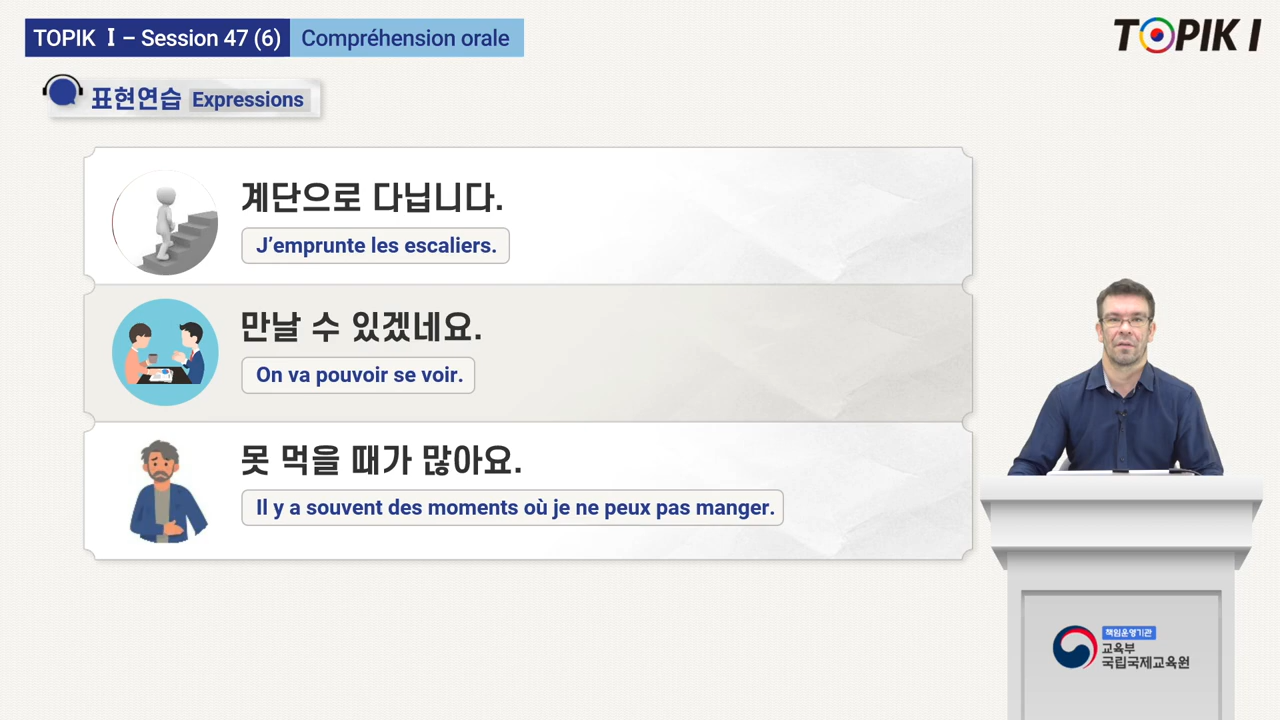 TOPIK Ⅰ – Session 47 (6) Compréhension orale
TOPIK I
표현연습 Expressions
계단으로 다닙니다.
J’emprunte les escaliers.
만날 수 있겠네요.
On va pouvoir se voir.
못 먹을 때가 많아요.
Il y a souvent des moments où je ne peux pas manger.
책임운영기관
교육부
국립국제교육원